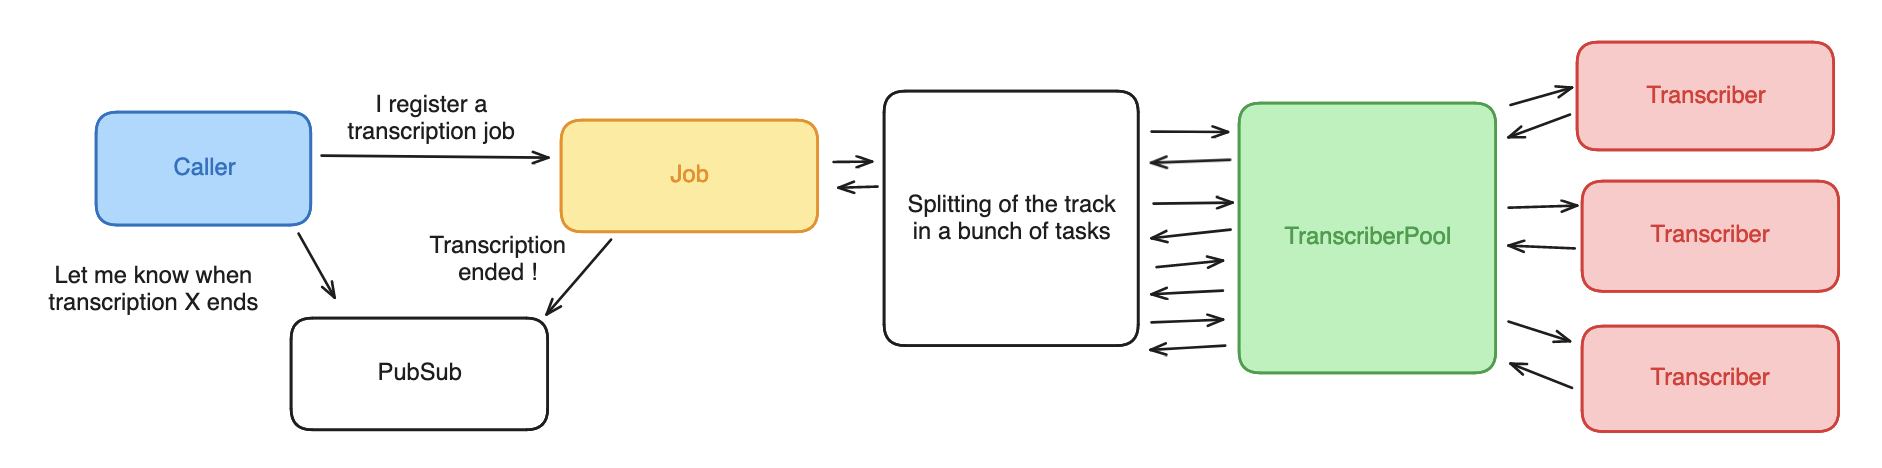 I register a
transcription job
Caller
Job
Let me know when
transcription X ends
Transcription
ended !
PubSub
Splitting of the track
in a bunch of tasks
TranscriberPool
Transcriber
Transcriber
Transcriber